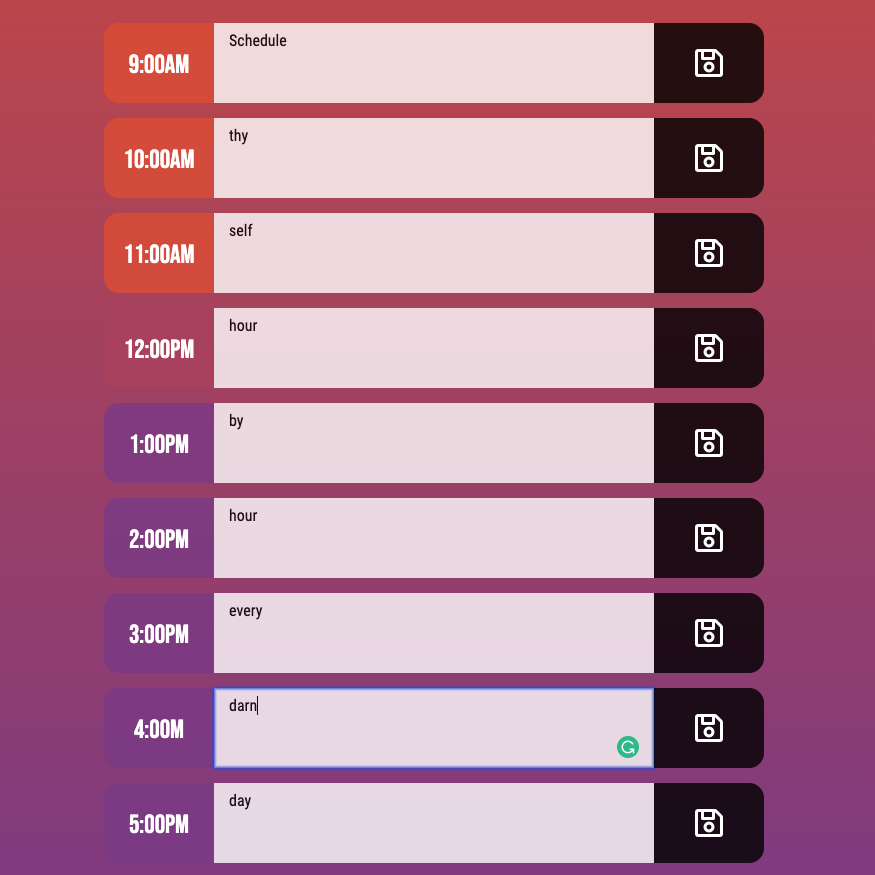 9:00AM Schedule
10:00AM thy
11:00AM self
12:00PM hour
1:00PM by
2:00PM hour
3:00PM every
4:00M darn
5:00PM day